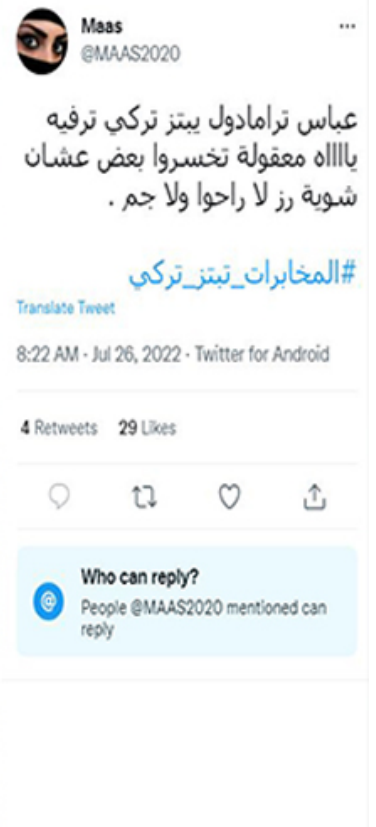 Maas
@MAAS2020
عباس ترامادول يبتز تركي ترفيه
يااااه معقولة تخسروا بعض عشان
شوية رز لا راحوا ولا جم .
#المخابرات_تبتز_تركي
Translate Tweet
8:22 AM · Jul 26, 2022 · Twitter for Android
4 Retweets 29 Likes
Who can reply?
People @MAAS2020 mentioned can
reply